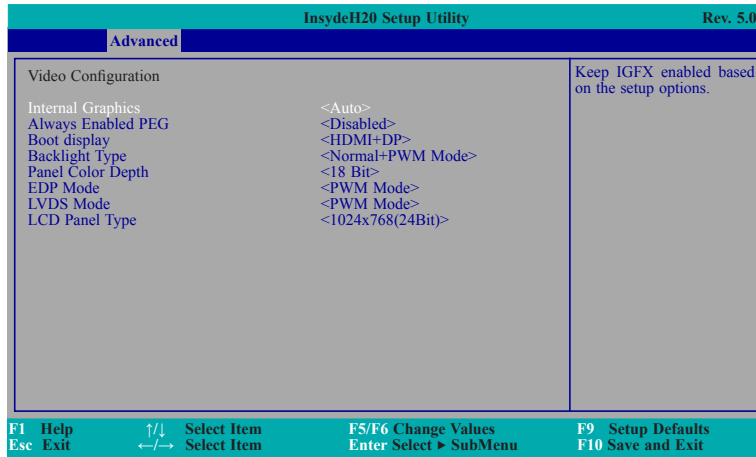 InsydeH20 Setup Utility Rev. 5.0
Advanced
Video Configuration
Internal Graphics <Auto>
Always Enabled PEG <Disabled>
Boot display <HDMI+DP>
Backlight Type <Normal+PWM Mode>
Panel Color Depth <18 Bit>
EDP Mode <PWM Mode>
LVDS Mode <PWM Mode>
LCD Panel Type <1024x768(24Bit)>
Keep IGFX enabled based
on the setup options.
F1 Help ↑/↓ Select Item F5/F6 Change Values F9 Setup Defaults
Esc Exit ←/→ Select Item Enter Select ► SubMenu F10 Save and Exit